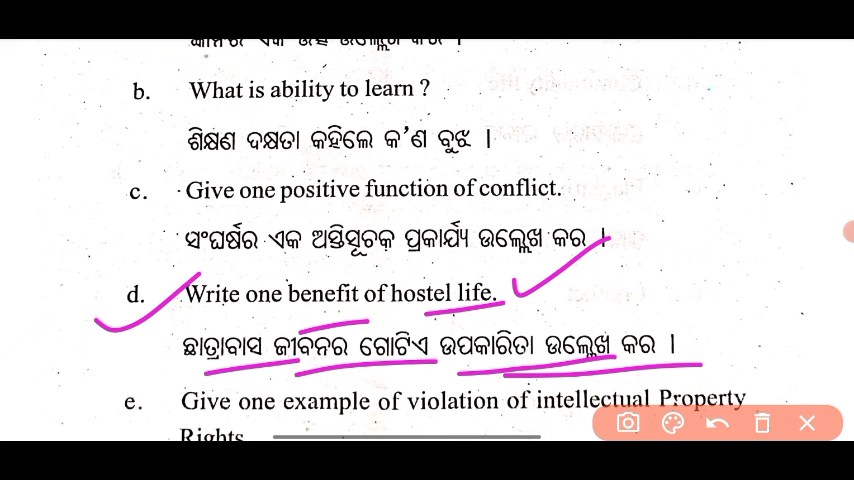 b. What is ability to learn ?
ଶିକ୍ଷଣ ଦକ୍ଷତା କହିଲେ କ'ଣ ବୁଝ ।
c. Give one positive function of conflict.
ସଂଘର୍ଷର ଏକ ଅସ୍ତିସୂଚକ ପ୍ରକାର୍ଯ୍ୟ ଉଲ୍ଲେଖ କର ।
d. Write one benefit of hostel life.
ଛାତ୍ରାବାସ ଜୀବନର ଗୋଟିଏ ଉପକାରିତା ଉଲ୍ଲେଖ କର ।
e. Give one example of violation of intellectual Property
Rights.